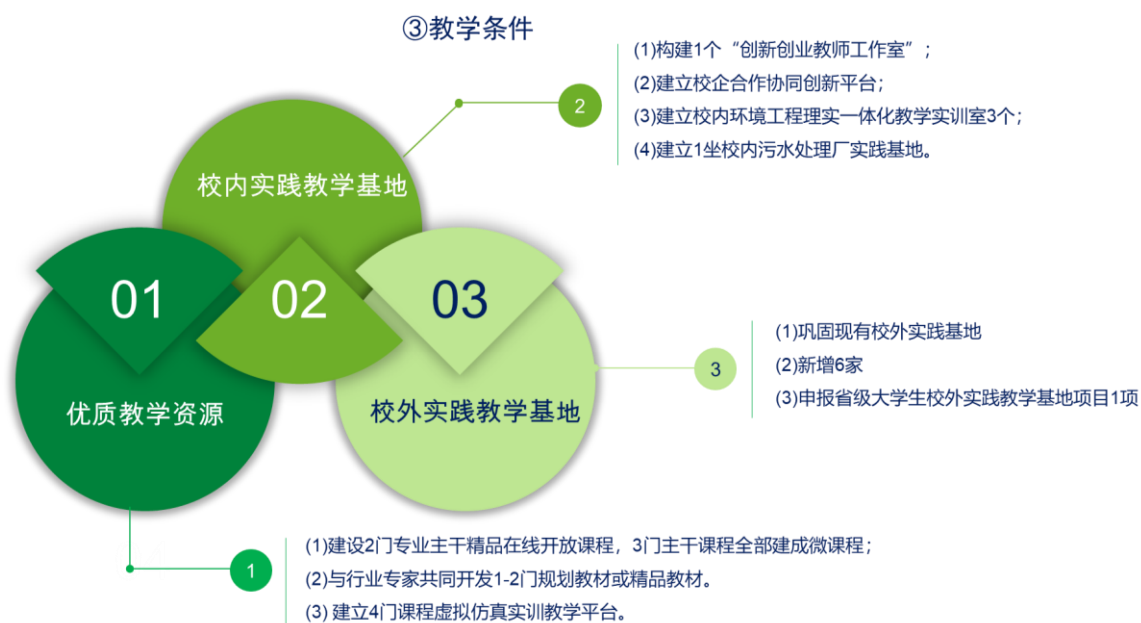 ③教学条件
(1)构建1个“创新创业教师工作室”;
(2)建立校企合作协同创新平台;
(3)建立校内环境工程理实一体化教学实训室3个;
(4)建立1坐校内污水处理厂实践基地。
2
校内实践教学基地
01
02
03
优质教学资源
校外实践教学基地
3
(1)巩固现有校外实践基地
(2)新增6家
(3)申报省级大学生校外实践教学基地项目1项
1
(1)建设2门专业主干精品在线开放课程，3门主干课程全部建成微课程;
(2)与行业专家共同开发1-2门规划教材或精品教材。
(3) 建立4门课程虚拟仿真实训教学平台。